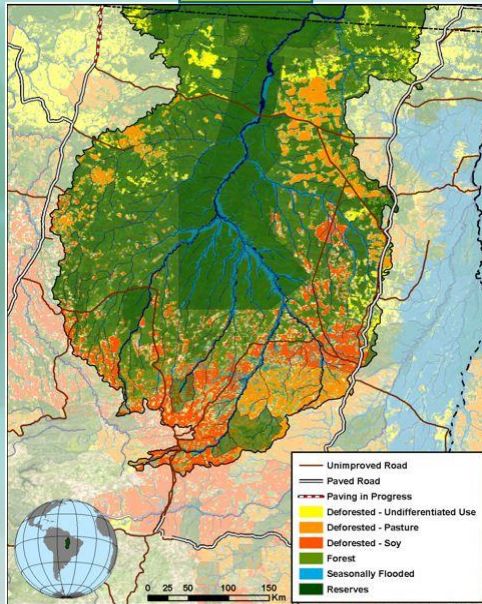 Unimproved Road
Paved Road
Paving in Progress
Deforested - Undifferentiated Use
Deforested - Pasture
Deforested - Soy
Forest
Seasonally Flooded
Reserves
0 25 50 100 150
Km